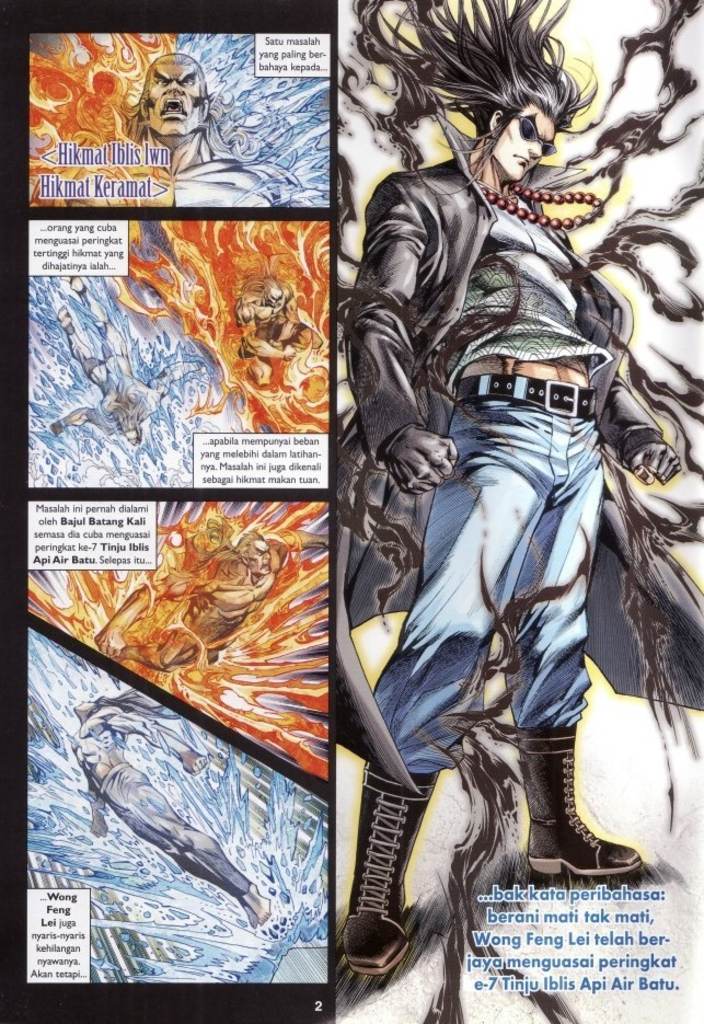 Satu masalah
yang paling ber-
bahaya kepada...
<Hikmat Iblis lwn
Hikmat Keramat>
...orang yang cuba
menguasai peringkat
tertinggi hikmat yang
dihajatinya ialah...
...apabila mempunyai beban
yang melebihi dalam latihan-
nya. Masalah ini juga dikenali
sebagai hikmat makan tuan.
Masalah ini pernah dialami
oleh Bajul Batang Kali
semasa dia cuba menguasai
peringkat ke-7 Tinju Iblis
Api Air Batu. Selepas itu...
...Wong
Feng
Lei juga
nyaris-nyaris
kehilangan
nyawanya.
Akan tetapi...
...bak kata peribahasa:
berani mati tak mati,
Wong Feng Lei telah ber-
jaya menguasai peringkat
e-7 Tinju Iblis Api Air Batu.
2